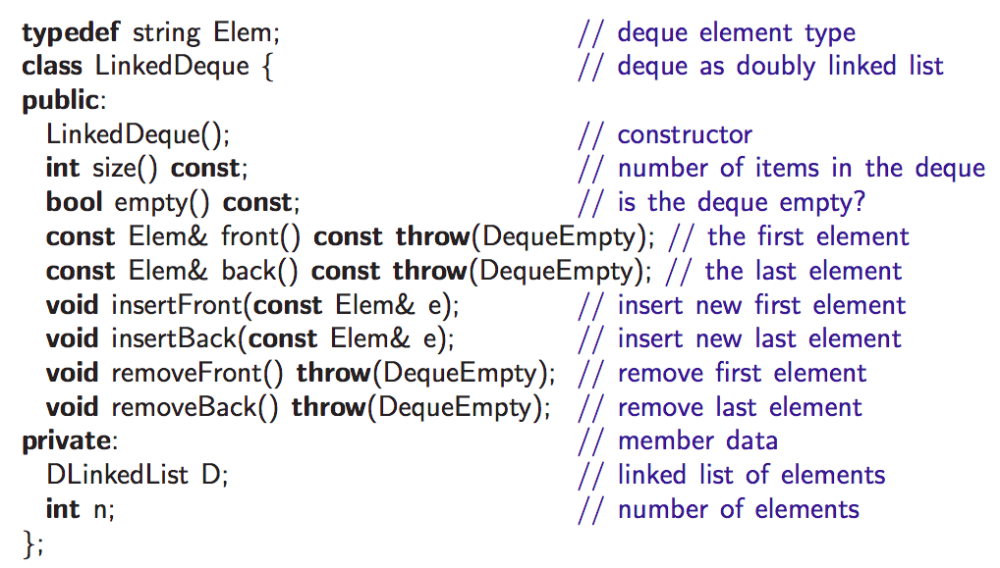 typedef string Elem; // deque element type
class LinkedDeque { // deque as doubly linked list
public:
LinkedDeque(); // constructor
int size() const; // number of items in the deque
bool empty() const; // is the deque empty?
const Elem& front() const throw(DequeEmpty); // the first element
const Elem& back() const throw(DequeEmpty); // the last element
void insertFront(const Elem& e); // insert new first element
void insertBack(const Elem& e); // insert new last element
void removeFront() throw(DequeEmpty); // remove first element
void removeBack() throw(DequeEmpty); // remove last element
private: // member data
DLinkedList D; // linked list of elements
int n; // number of elements
};